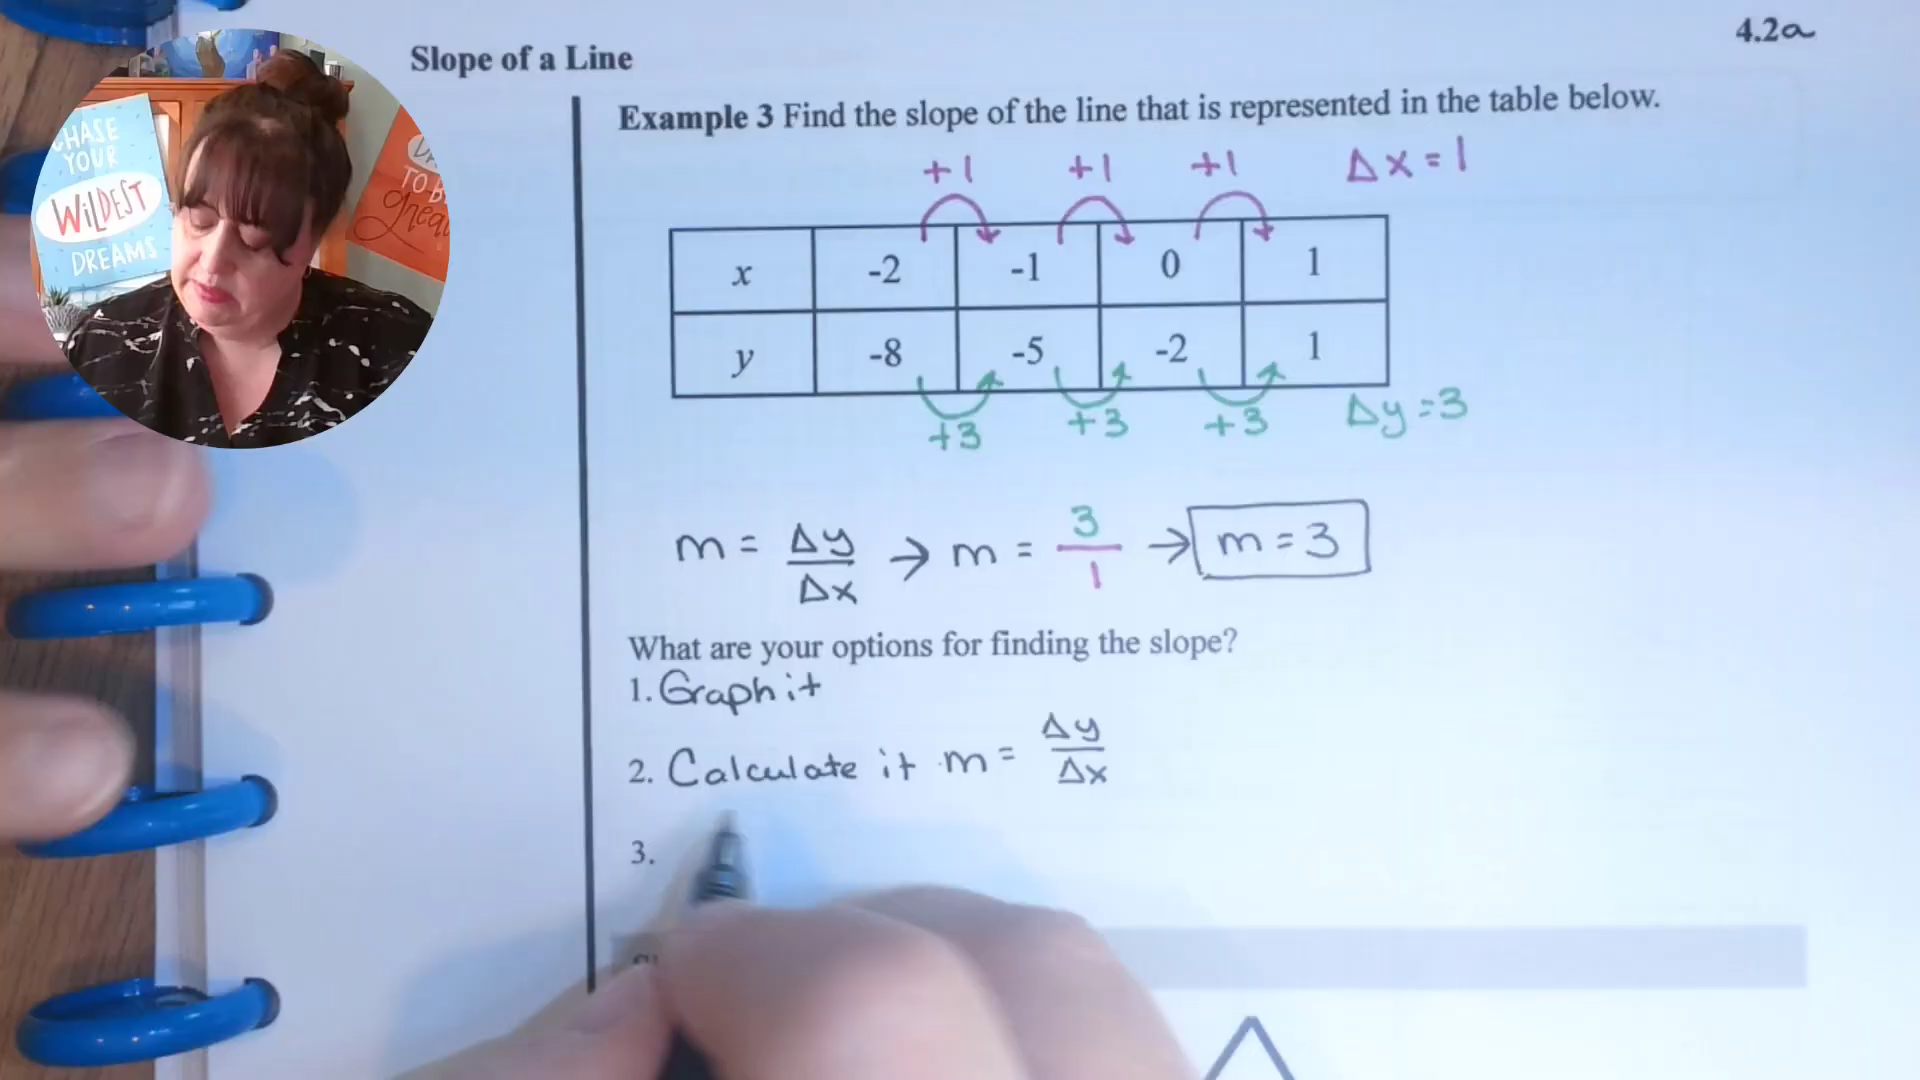 4.2a
Slope of a Line
CHASE
YOUR
WiLDEST
DREAMS
TO B
Great
Example 3 Find the slope of the line that is represented in the table below.
+1 +1 +1 Δx = 1
x -2 -1 0 1
y -8 -5 -2 1
+3 +3 +3 Δy = 3
m = Δy/Δx → m = 3/1 → m = 3
What are your options for finding the slope?
1. Graph it
2. Calculate it m = Δy/Δx
3.